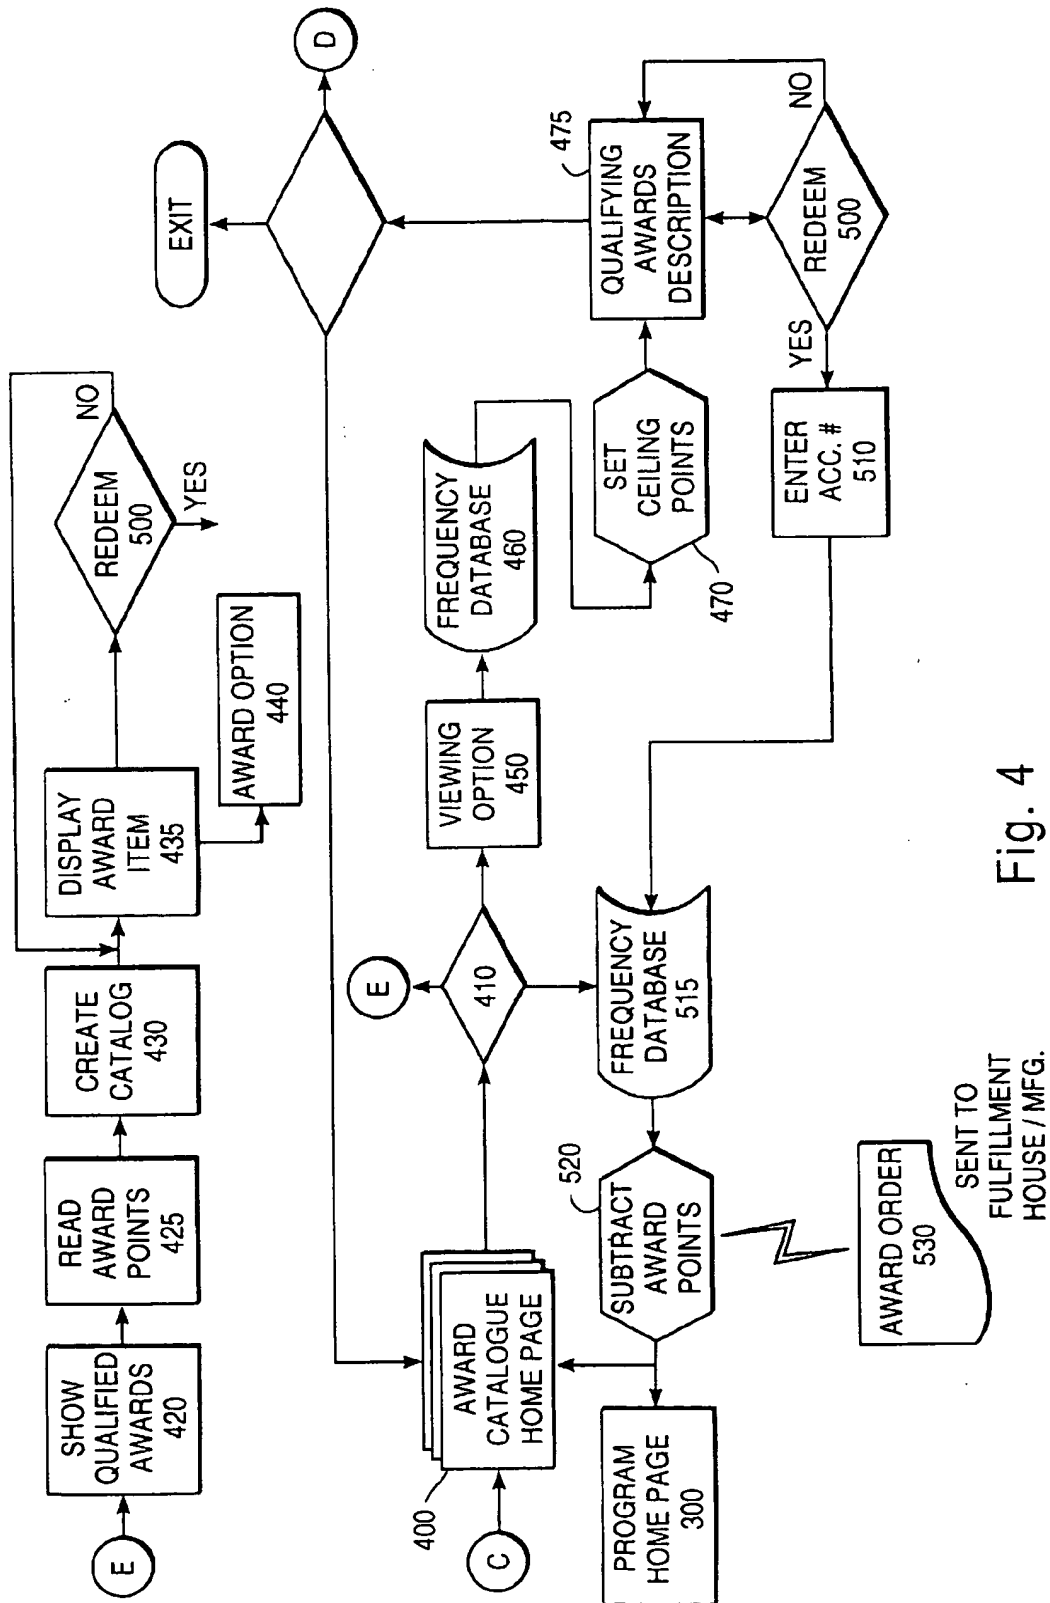 E
SHOW
QUALIFIED
AWARDS
420
READ
AWARD
POINTS
425
CREATE
CATALOG
430
DISPLAY
AWARD
ITEM
435
REDEEM
500
NO
YES
AWARD OPTION
440
EXIT
D
C
400
AWARD
CATALOGUE
HOME PAGE
410
E
VIEWING
OPTION
450
FREQUENCY
DATABASE
460
SET
CEILING
POINTS
470
QUALIFYING
AWARDS
DESCRIPTION
475
REDEEM
500
NO
YES
ENTER
ACC. #
510
FREQUENCY
DATABASE
515
SUBTRACT
AWARD
POINTS
520
PROGRAM
HOME PAGE
300
AWARD ORDER
530
SENT TO
FULFILLMENT
HOUSE / MFG.
Fig. 4